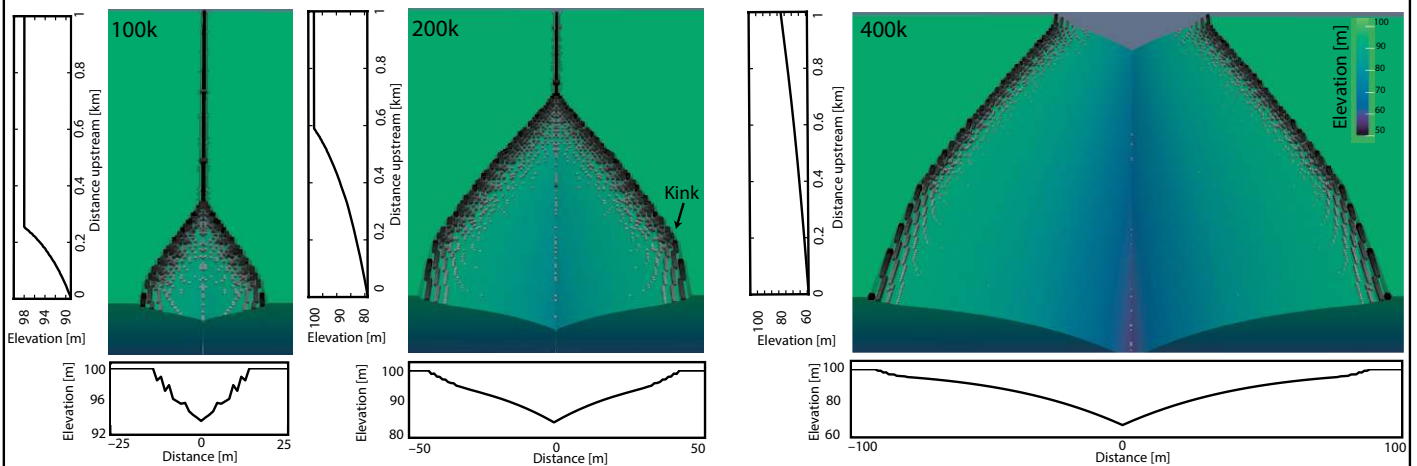 100k
1
0.8
0.6
0.4
0.2
0
Distance upstream [km]
98 94 90
Elevation [m]
Elevation [m]
100
96
92
−25 0 25
Distance [m]
200k
1
0.8
0.6
0.4
0.2
0
Distance upstream [km]
100 90 80
Elevation [m]
Kink
Elevation [m]
100
90
80
−50 0 50
Distance [m]
400k
1
0.8
0.6
0.4
0.2
0
Distance upstream [km]
100 80 60
Elevation [m]
Elevation [m]
100
90
80
70
60
50
Elevation [m]
100
80
60
−100 0 100
Distance [m]